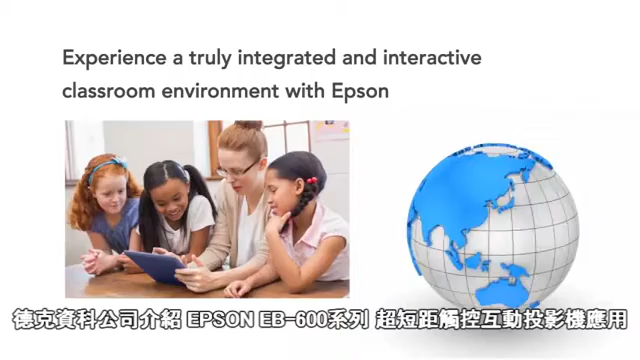 Experience a truly integrated and interactive
classroom environment with Epson
德克資科公司介紹 EPSON EB-600系列 超短距觸控互動投影機應用